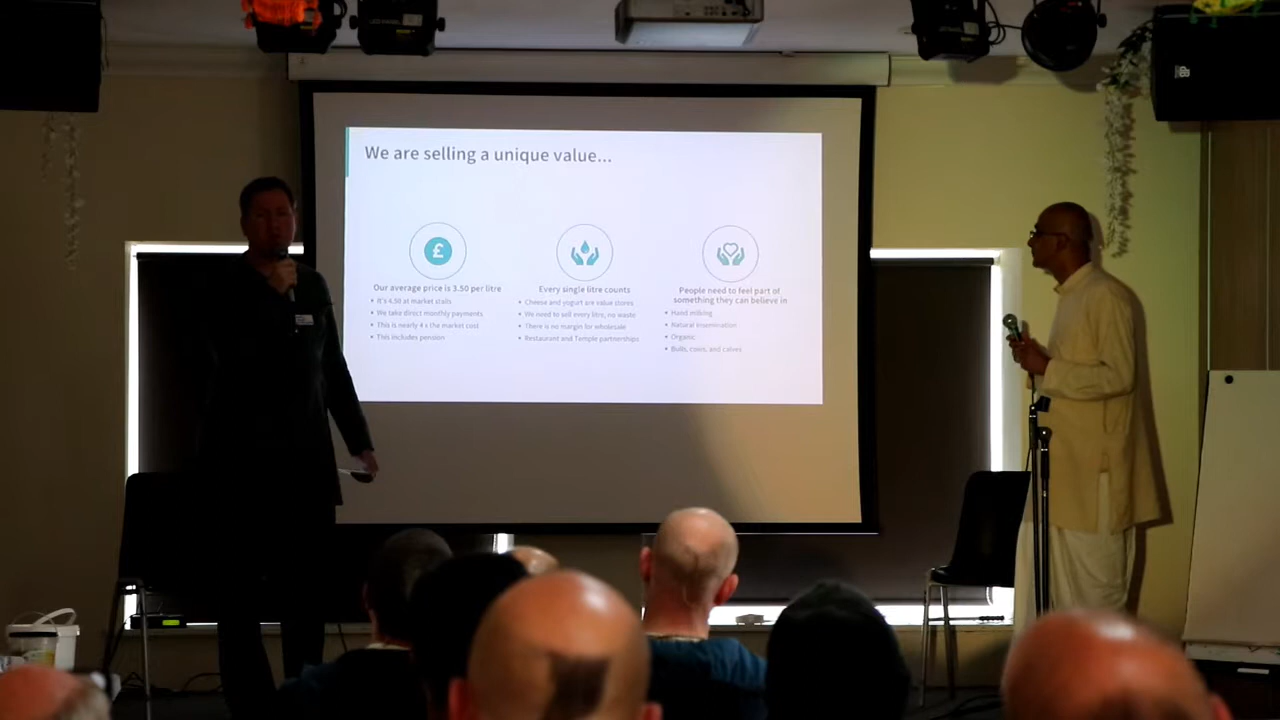 We are selling a unique value...
Our average price is 3.50 per litre
It's 4.50 at market stalls
We take direct monthly payments
This is nearly 4 x the market cost
This includes pension
Every single litre counts
Cheese and yogurt are value stores
We need to sell every litre, no waste
There is no margin for wholesale
Restaurant and Temple partnerships
People need to feel part of
something they can believe in
Hand milking
Natural insemination
Organic
Bulls, cows, and calves